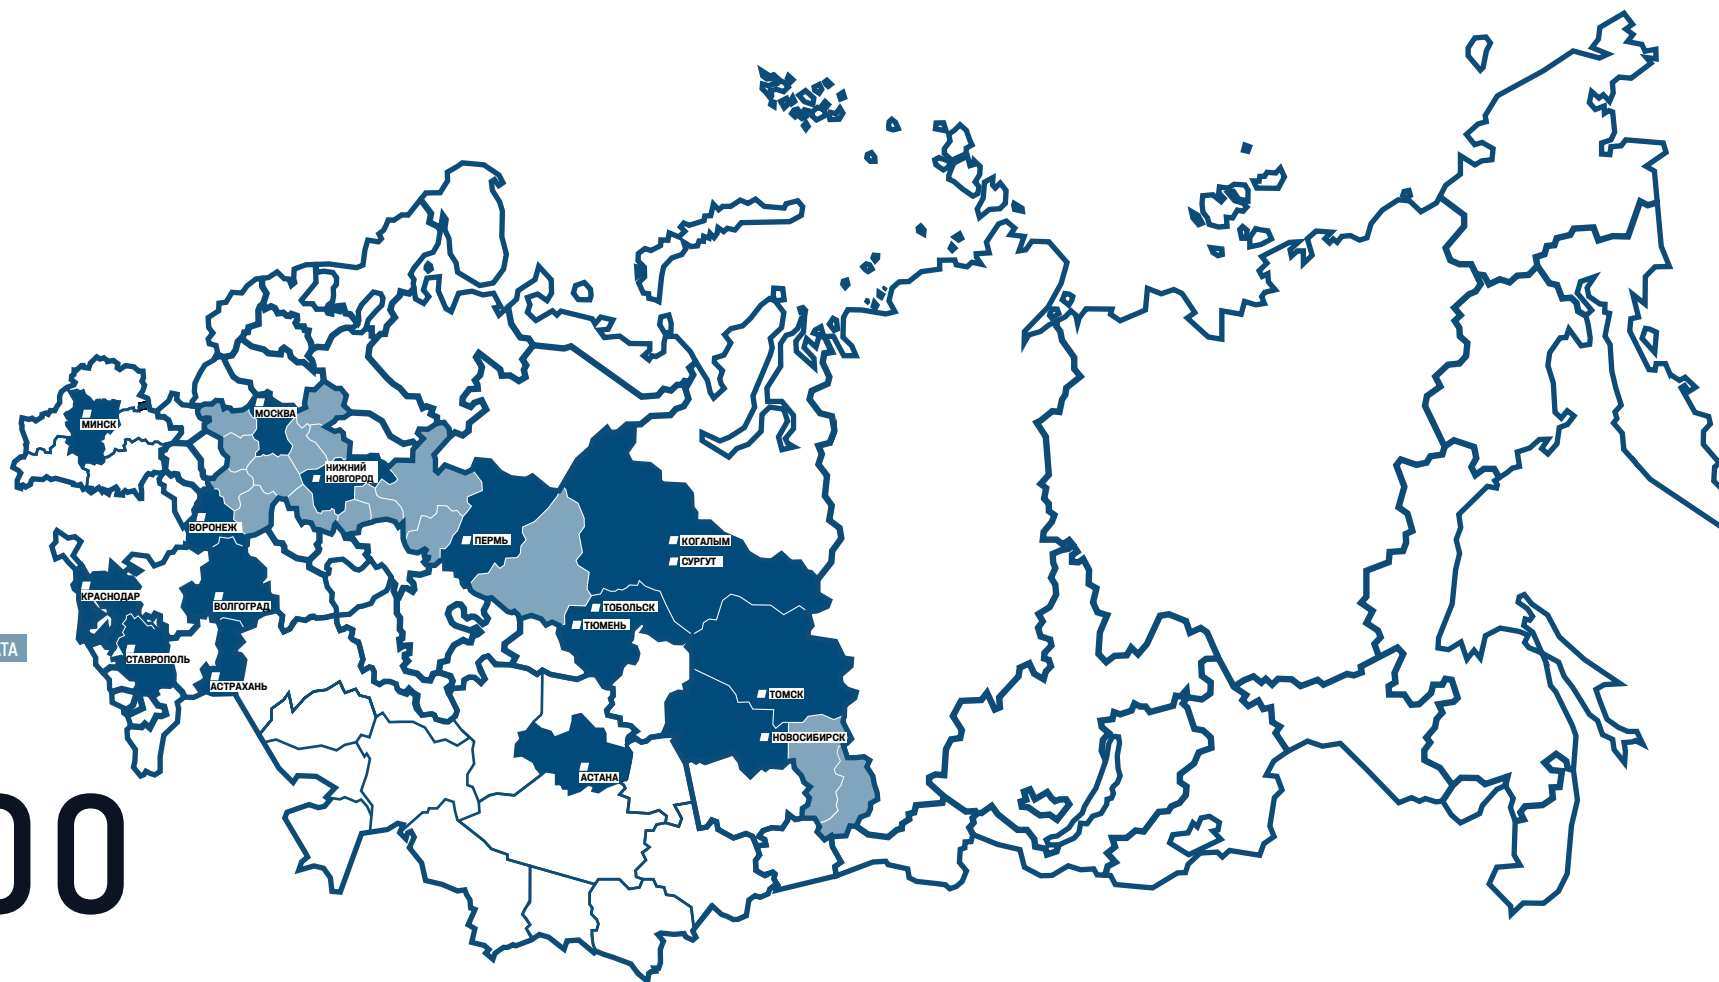 МОСКВА
МИНСК
НИЖНИЙ
НОВГОРОД
ВОРОНЕЖ
ПЕРМЬ
КОГАЛЫМ
СУРГУТ
КРАСНОДАР
ВОЛГОГРАД
ТОБОЛЬСК
ТЮМЕНЬ
ТА
СТАВРОПОЛЬ
АСТРАХАНЬ
ТОМСК
НОВОСИБИРСК
АСТАНА
00